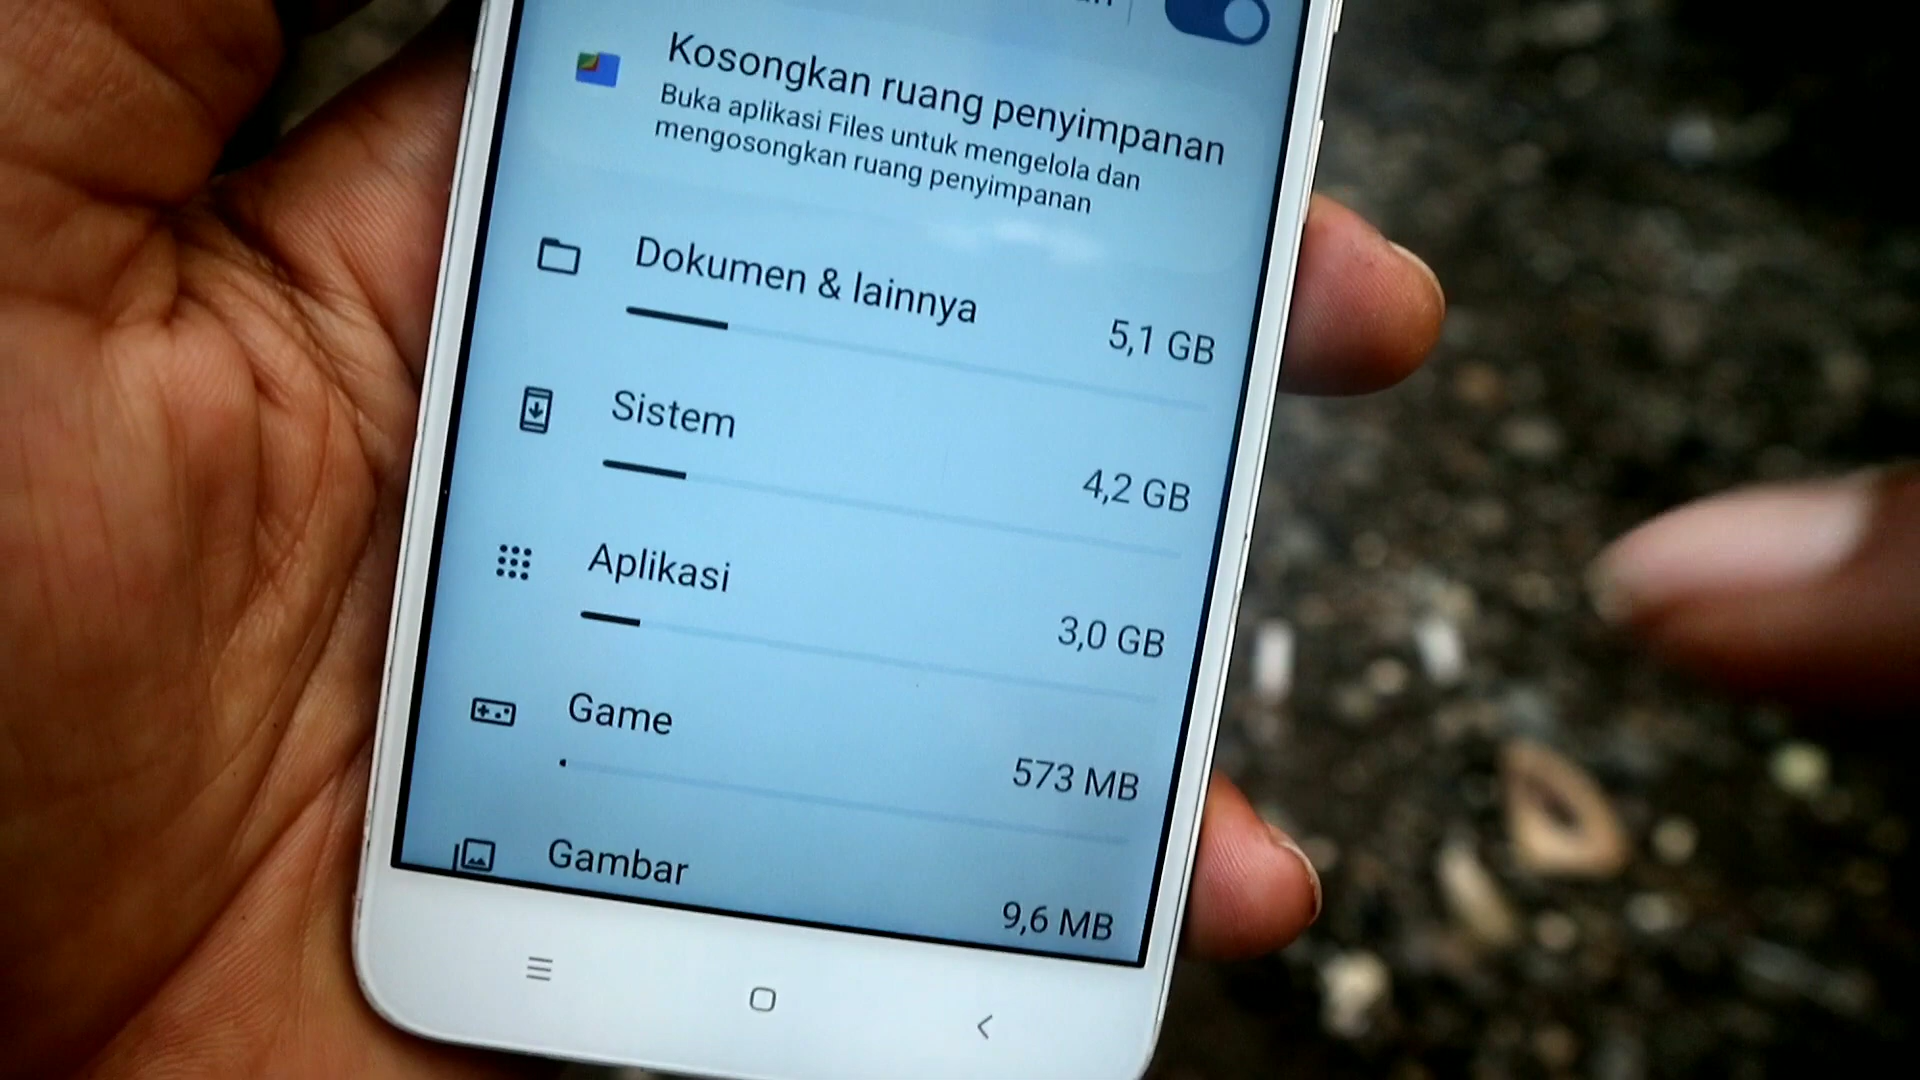 Kosongkan ruang penyimpanan
Buka aplikasi Files untuk mengelola dan
mengosongkan ruang penyimpanan
Dokumen & lainnya
5,1 GB
Sistem
4,2 GB
Aplikasi
3,0 GB
Game
573 MB
Gambar
9,6 MB